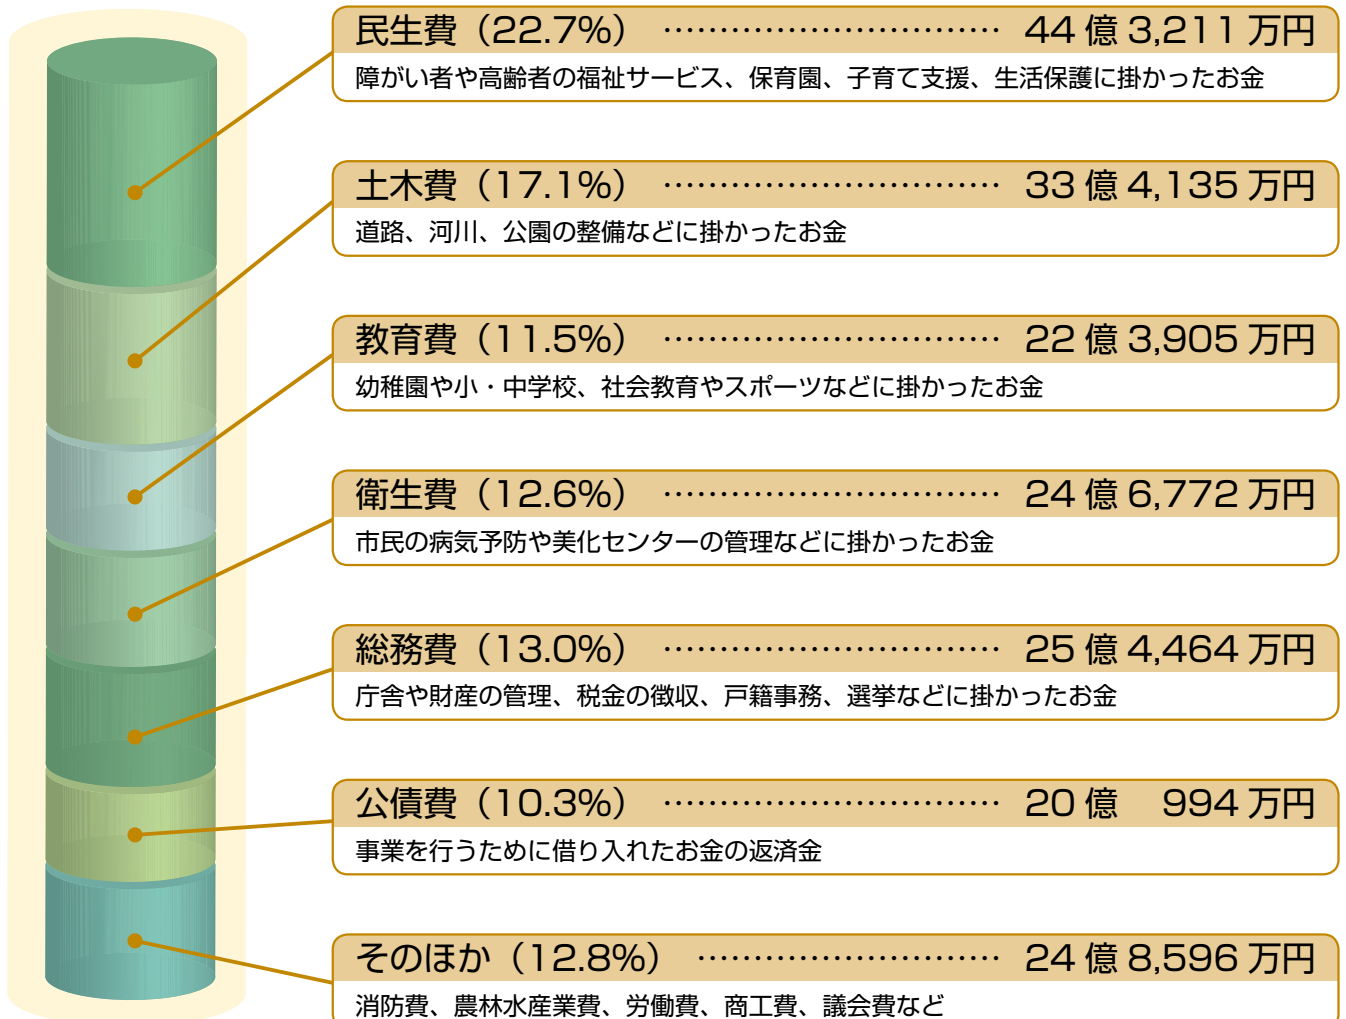 民生費（22.7%） …………………………… 44 億 3,211 万円
障がい者や高齢者の福祉サービス、保育園、子育て支援、生活保護に掛かったお金
土木費（17.1%） …………………………… 33 億 4,135 万円
道路、河川、公園の整備などに掛かったお金
教育費（11.5%） …………………………… 22 億 3,905 万円
幼稚園や小・中学校、社会教育やスポーツなどに掛かったお金
衛生費（12.6%） …………………………… 24 億 6,772 万円
市民の病気予防や美化センターの管理などに掛かったお金
総務費（13.0%） …………………………… 25 億 4,464 万円
庁舎や財産の管理、税金の徴収、戸籍事務、選挙などに掛かったお金
公債費（10.3%） …………………………… 20 億　994 万円
事業を行うために借り入れたお金の返済金
そのほか（12.8%） ………………………… 24 億 8,596 万円
消防費、農林水産業費、労働費、商工費、議会費など